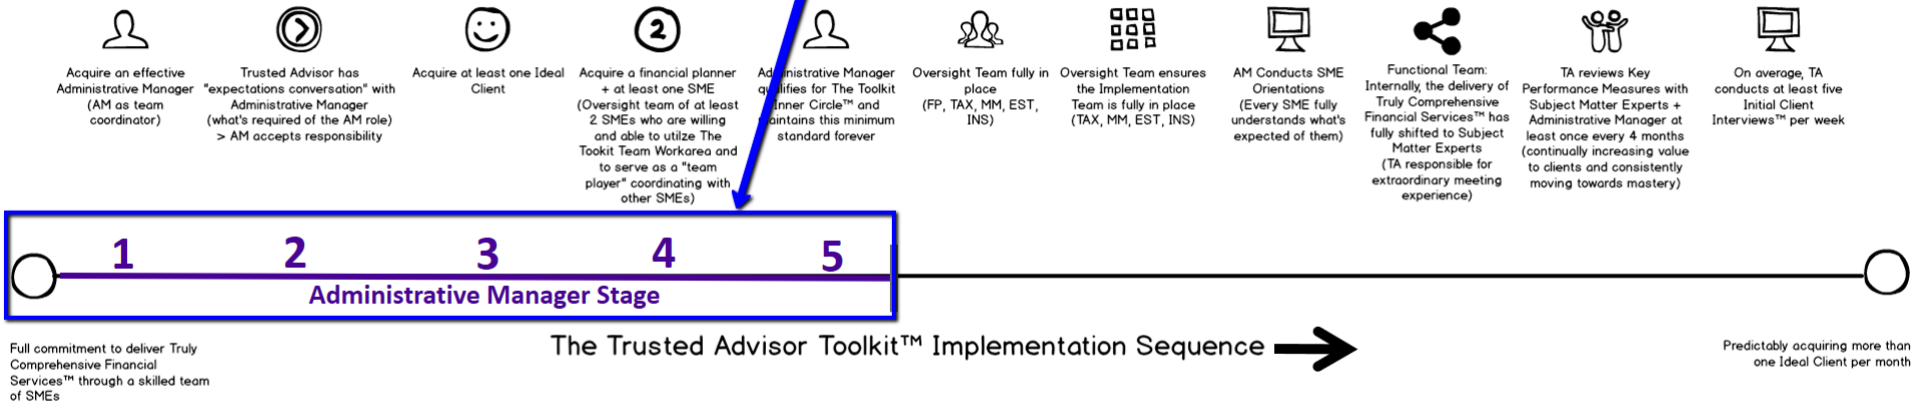 Acquire an effective
Administrative Manager
(AM as team
coordinator)
Trusted Advisor has
"expectations conversation" with
Administrative Manager
(what's required of the AM role)
> AM accepts responsibility
Acquire at least one Ideal
Client
2
Acquire a financial planner
+ at least one SME
(Oversight team of at least
2 SMEs who are willing
and able to utilze The
Tookit Team Workarea and
to serve as a "team
player" coordinating with
other SMEs)
Administrative Manager
qualifies for The Toolkit
Inner Circle™ and
maintains this minimum
standard forever
Oversight Team fully in
place
(FP, TAX, MM, EST,
INS)
Oversight Team ensures
the Implementation
Team is fully in place
(TAX, MM, EST, INS)
AM Conducts SME
Orientations
(Every SME fully
understands what's
expected of them)
Functional Team:
Internally, the delivery of
Truly Comprehensive
Financial Services™ has
fully shifted to Subject
Matter Experts
(TA responsible for
extraordinary meeting
experience)
TA reviews Key
Performance Measures with
Subject Matter Experts +
Administrative Manager at
least once every 4 months
(continually increasing value
to clients and consistently
moving towards mastery)
On average, TA
conducts at least five
Initial Client
Interviews™ per week
1 2 3 4 5
Administrative Manager Stage
Full commitment to deliver Truly
Comprehensive Financial
Services™ through a skilled team
of SMEs
The Trusted Advisor Toolkit™ Implementation Sequence
Predictably acquiring more than
one Ideal Client per month